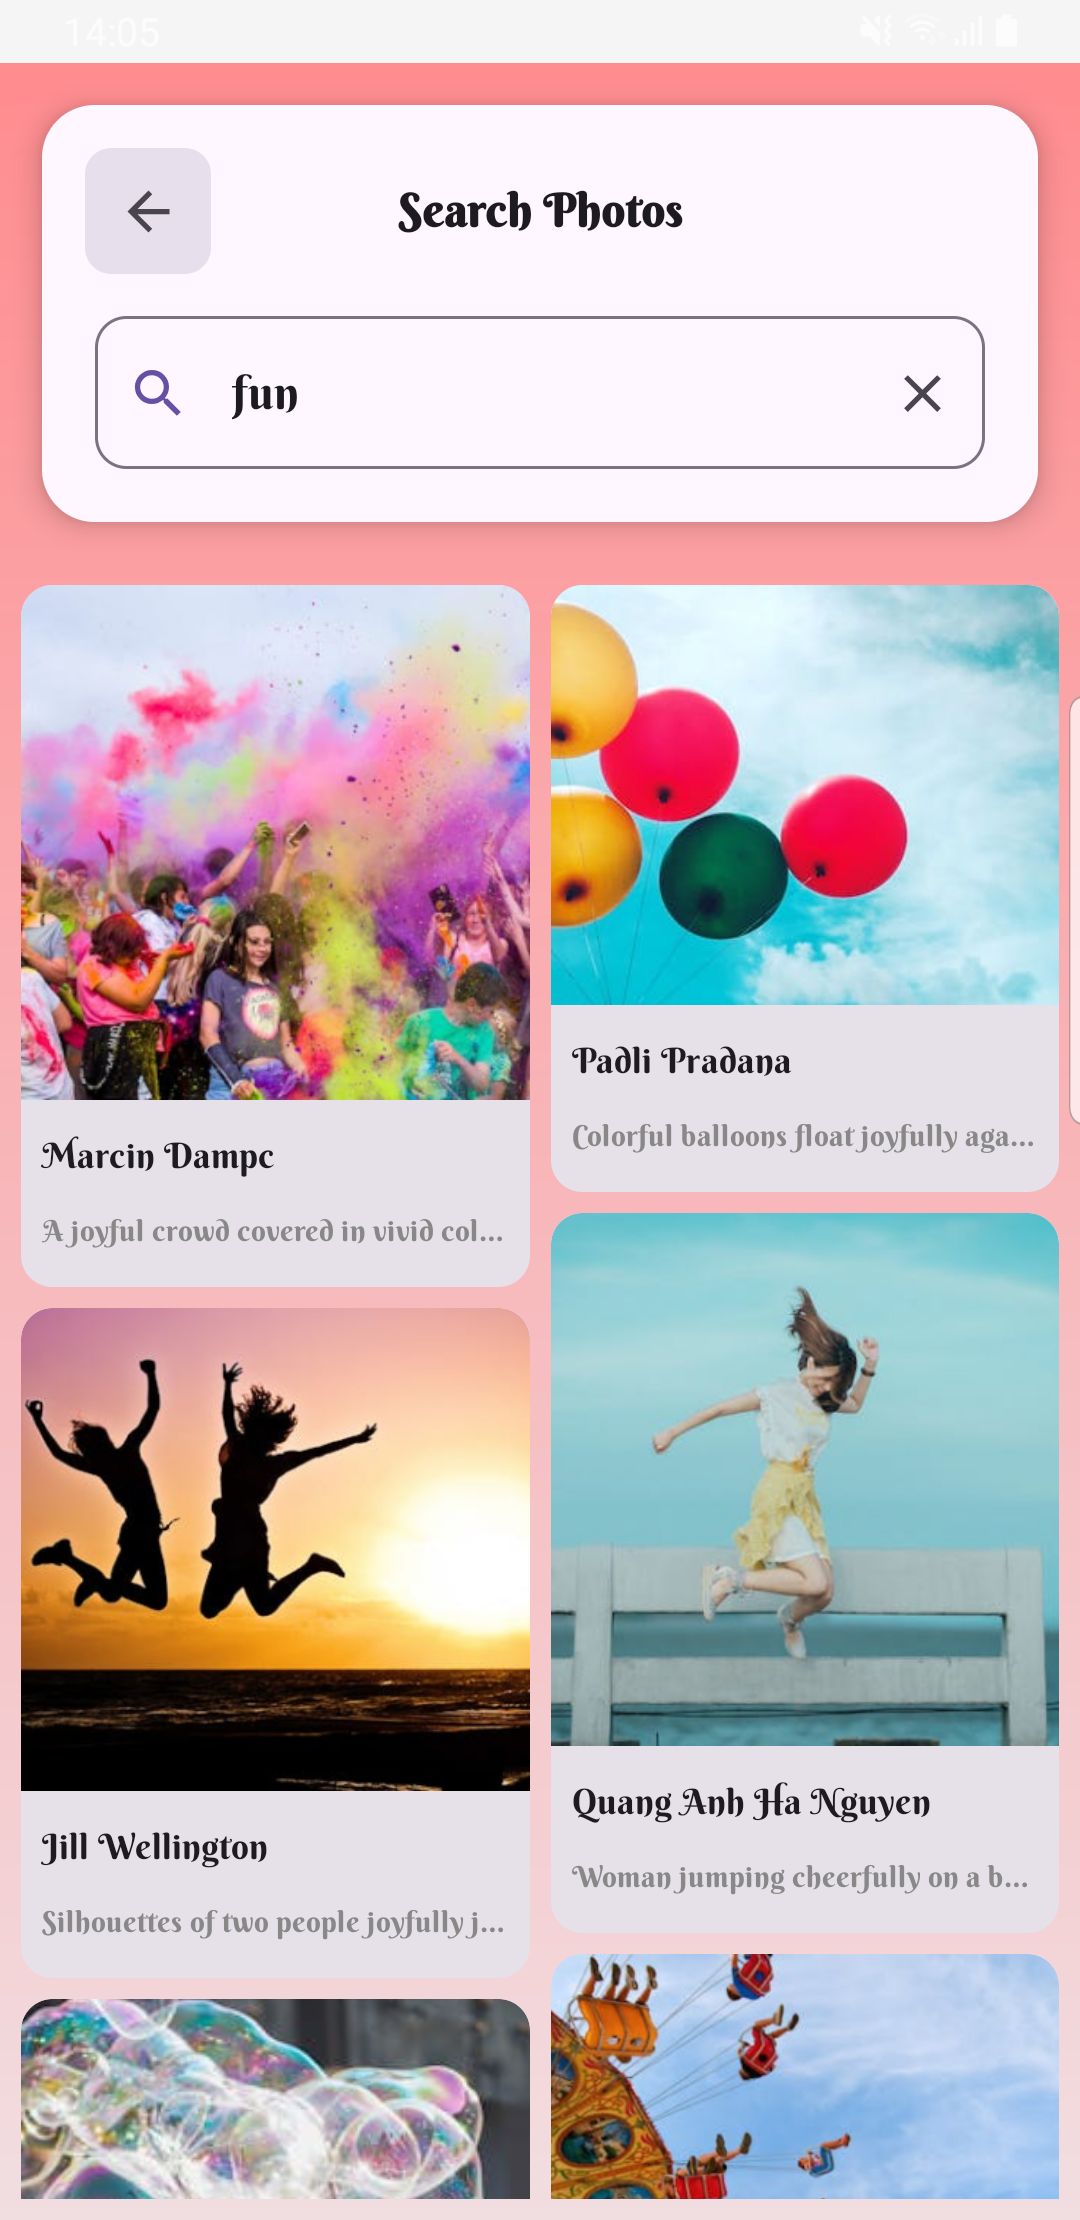 14:05
Search Photos
fun
Marcin Dampc
A joyful crowd covered in vivid col...
Padli Pradana
Colorful balloons float joyfully aga...
Jill Wellington
Silhouettes of two people joyfully j...
Quang Anh Ha Nguyen
Woman jumping cheerfully on a b...